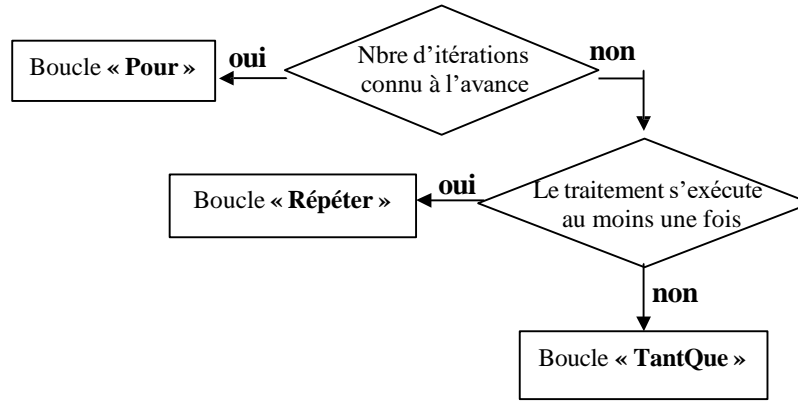 Nbre d'itérations
connu à l'avance
oui
non
Boucle « Pour »
Le traitement s'exécute
au moins une fois
oui
Boucle « Répéter »
non
Boucle « TantQue »